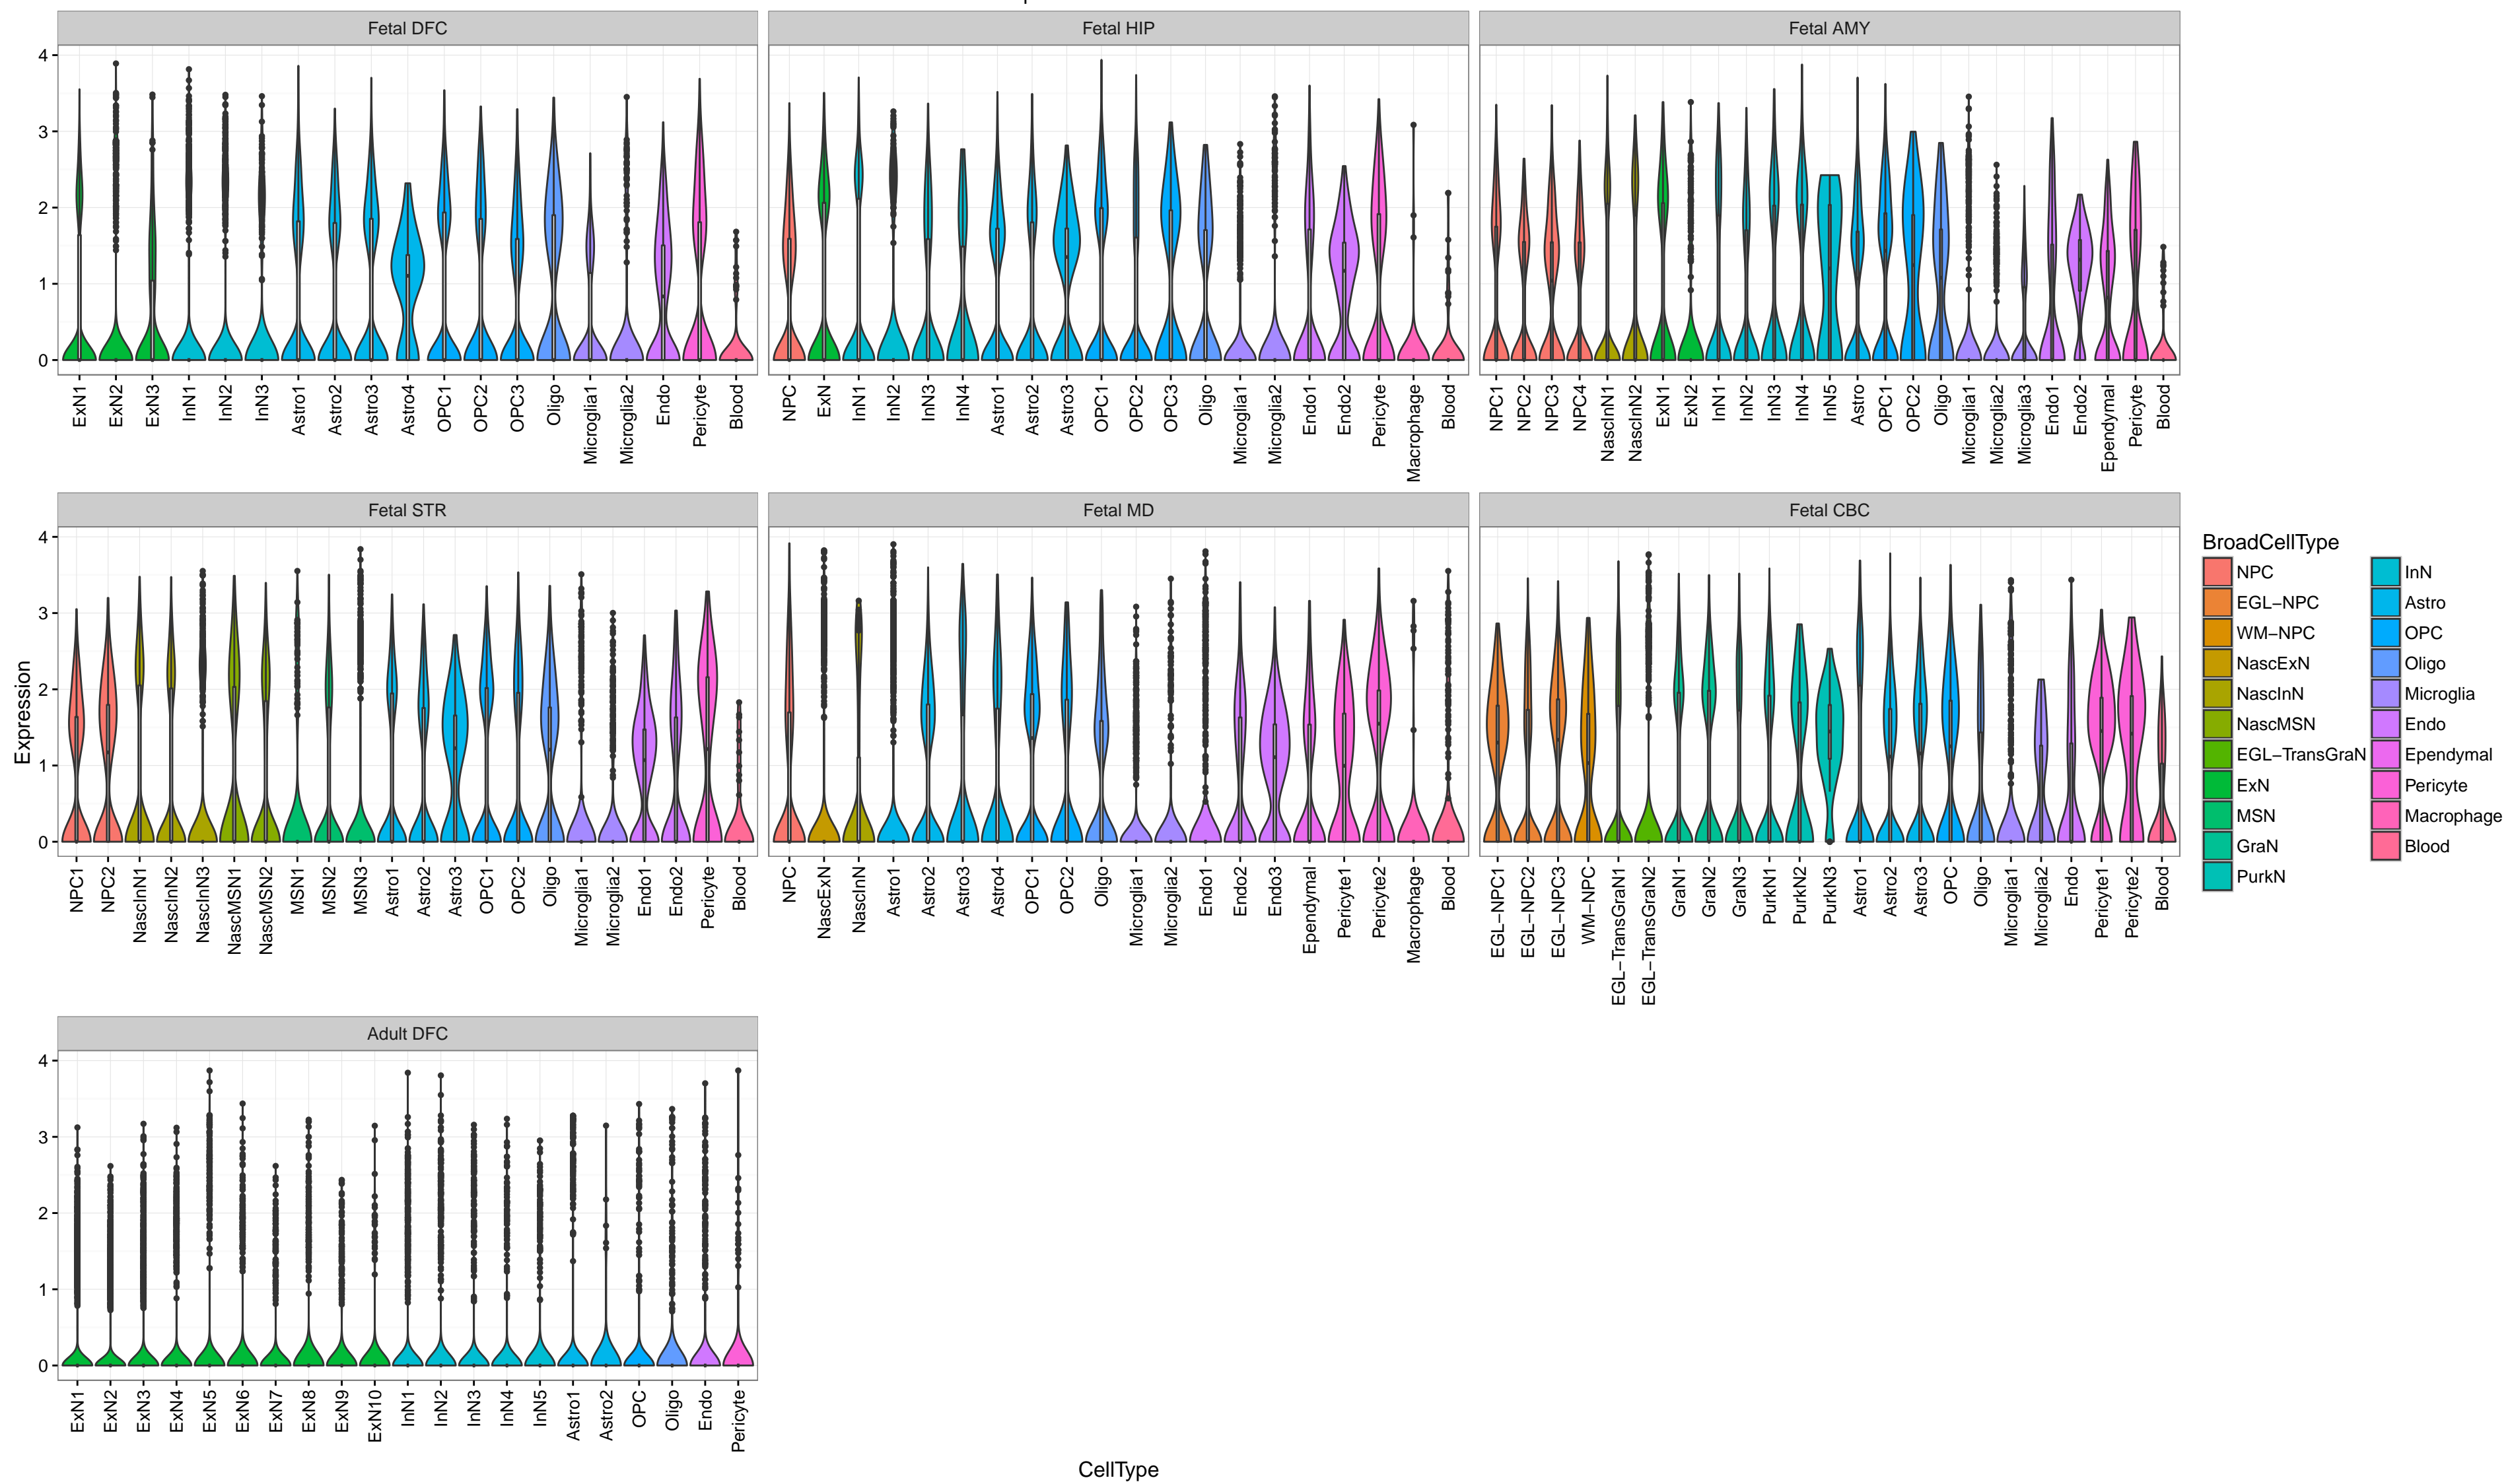 Fetal DFC Fetal HIP Fetal AMY
4
3
2
1
0
ExN1 ExN2 ExN3 InN1 InN2 InN3 Astro1 Astro2 Astro3 Astro4 OPC1 OPC2 OPC3 Oligo Microglia1 Microglia2 Endo Pericyte Blood
NPC ExN InN1 InN2 InN3 InN4 Astro1 Astro2 Astro3 OPC1 OPC2 OPC3 Oligo Microglia1 Microglia2 Endo1 Endo2 Pericyte Macrophage Blood
NPC1 NPC2 NPC3 NPC4 NascInN1 NascInN2 ExN1 ExN2 InN1 InN2 InN3 InN4 InN5 Astro OPC1 OPC2 Oligo Microglia1 Microglia2 Microglia3 Endo1 Endo2 Ependymal Pericyte Blood
Fetal STR Fetal MD Fetal CBC
Expression
4
3
2
1
0
NPC1 NPC2 NascInN1 NascInN2 NascInN3 NascMSN1 NascMSN2 MSN1 MSN2 MSN3 Astro1 Astro2 Astro3 OPC1 OPC2 Oligo Microglia1 Microglia2 Endo1 Endo2 Pericyte Blood
NPC NascExN NascInN Astro1 Astro2 Astro3 Astro4 OPC1 OPC2 Oligo Microglia1 Microglia2 Endo1 Endo2 Endo3 Ependymal Pericyte1 Pericyte2 Macrophage Blood
EGL−NPC1 EGL−NPC2 EGL−NPC3 WM−NPC EGL−TransGraN1 EGL−TransGraN2 GraN1 GraN2 GraN3 PurkN1 PurkN2 PurkN3 Astro1 Astro2 Astro3 OPC Oligo Microglia1 Microglia2 Endo Pericyte1 Pericyte2 Blood
BroadCellType
NPC
EGL−NPC
WM−NPC
NascExN
NascInN
NascMSN
EGL−TransGraN
ExN
MSN
GraN
PurkN
InN
Astro
OPC
Oligo
Microglia
Endo
Ependymal
Pericyte
Macrophage
Blood
Adult DFC
4
3
2
1
0
ExN1 ExN2 ExN3 ExN4 ExN5 ExN6 ExN7 ExN8 ExN9 ExN10 InN1 InN2 InN3 InN4 InN5 Astro1 Astro2 OPC Oligo Endo Pericyte
CellType